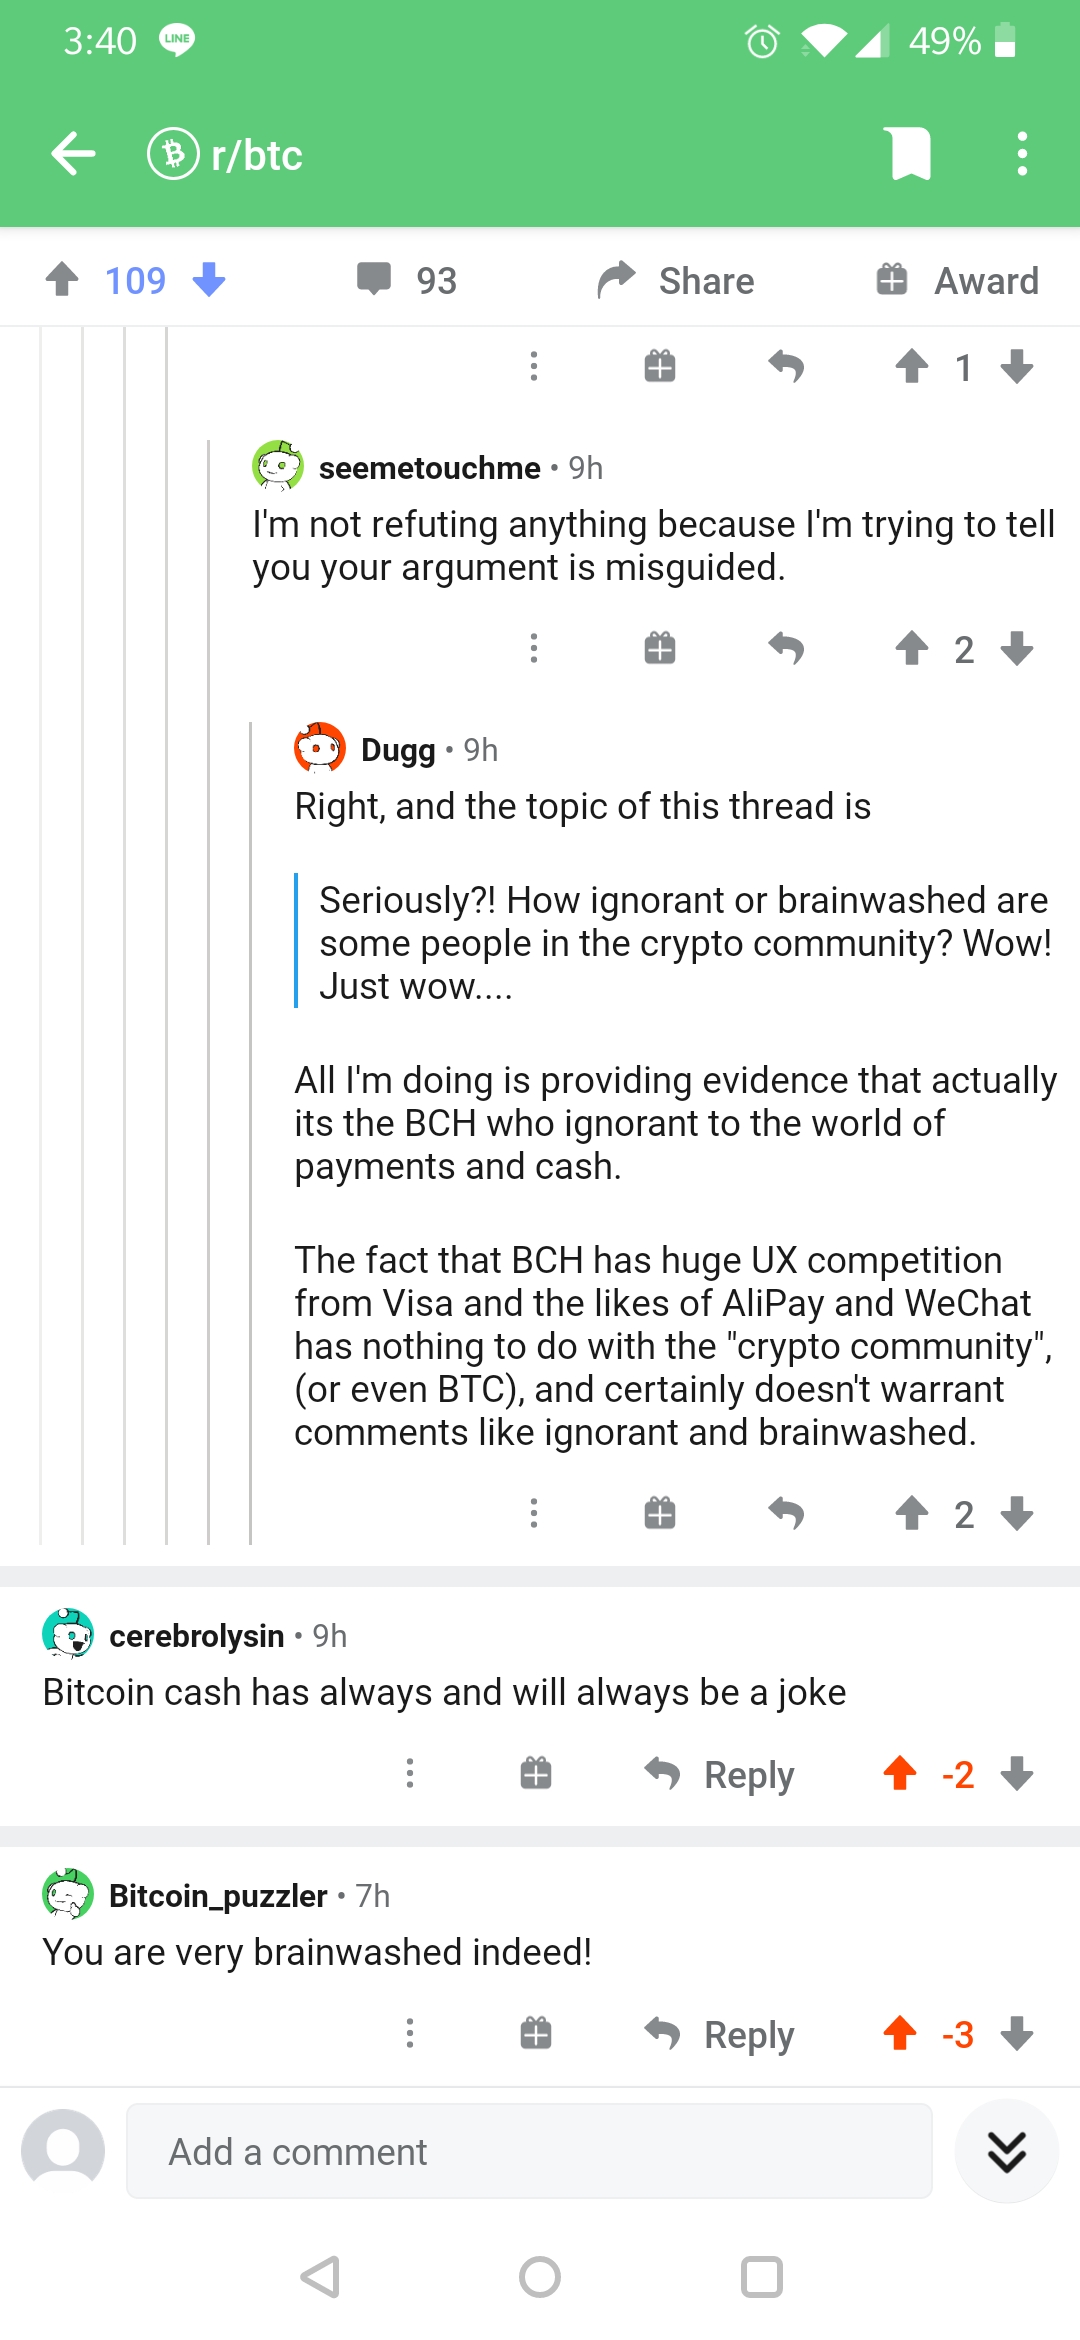 3:40 LINE 49%
r/btc
109 93 Share Award
1
seemetouchme • 9h
I'm not refuting anything because I'm trying to tell
you your argument is misguided.
2
Dugg • 9h
Right, and the topic of this thread is
Seriously?! How ignorant or brainwashed are
some people in the crypto community? Wow!
Just wow....
All I'm doing is providing evidence that actually
its the BCH who ignorant to the world of
payments and cash.
The fact that BCH has huge UX competition
from Visa and the likes of AliPay and WeChat
has nothing to do with the "crypto community",
(or even BTC), and certainly doesn't warrant
comments like ignorant and brainwashed.
2
cerebrolysin • 9h
Bitcoin cash has always and will always be a joke
Reply -2
Bitcoin_puzzler • 7h
You are very brainwashed indeed!
Reply -3
Add a comment